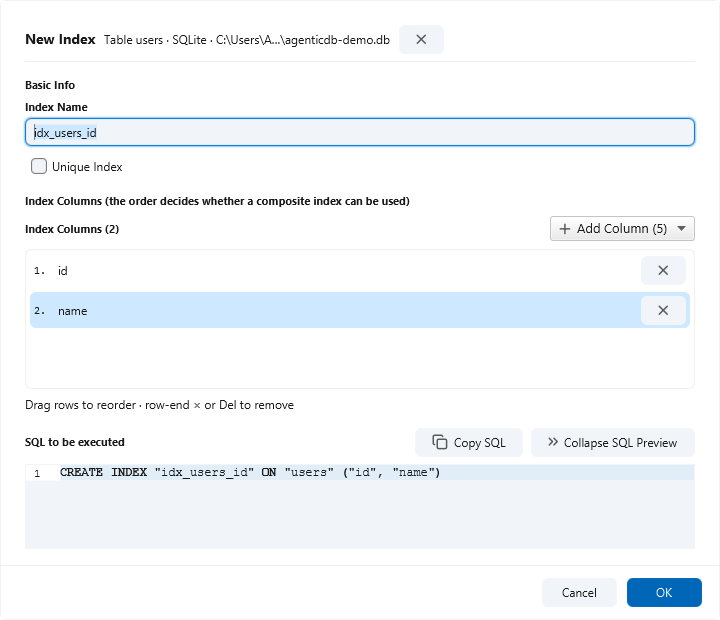 New Index Table users · SQLite · C:\Users\A...\agenticdb-demo.db
Basic Info
Index Name
idx_users_id
Unique Index
Index Columns (the order decides whether a composite index can be used)
Index Columns (2)
Add Column (5)
1. id
2. name
Drag rows to reorder · row-end × or Del to remove
SQL to be executed
Copy SQL
Collapse SQL Preview
1 CREATE INDEX "idx_users_id" ON "users" ("id", "name")
Cancel
OK